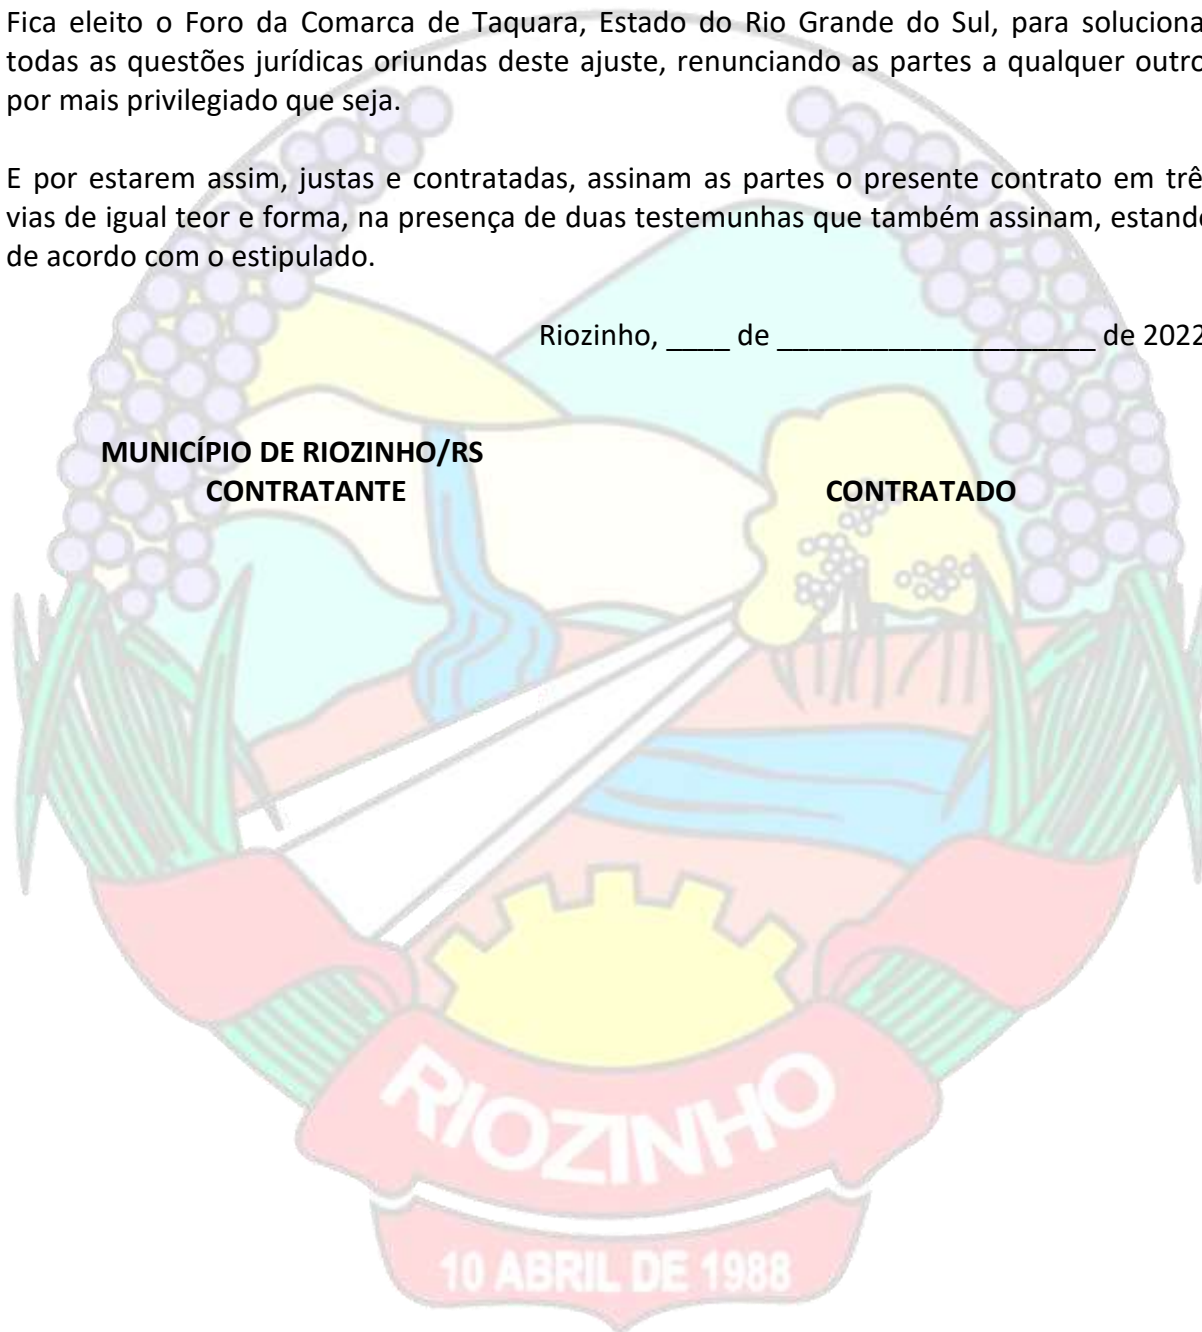 Fica eleito o Foro da Comarca de Taquara, Estado do Rio Grande do Sul, para soluciona
todas as questões jurídicas oriundas deste ajuste, renunciando as partes a qualquer outro
por mais privilegiado que seja.
E por estarem assim, justas e contratadas, assinam as partes o presente contrato em trê
vias de igual teor e forma, na presença de duas testemunhas que também assinam, estand
de acordo com o estipulado.
Riozinho, ____ de ____________________ de 2022
MUNICÍPIO DE RIOZINHO/RS
CONTRATANTE CONTRATADO
RIOZINHO
10 ABRIL DE 1988